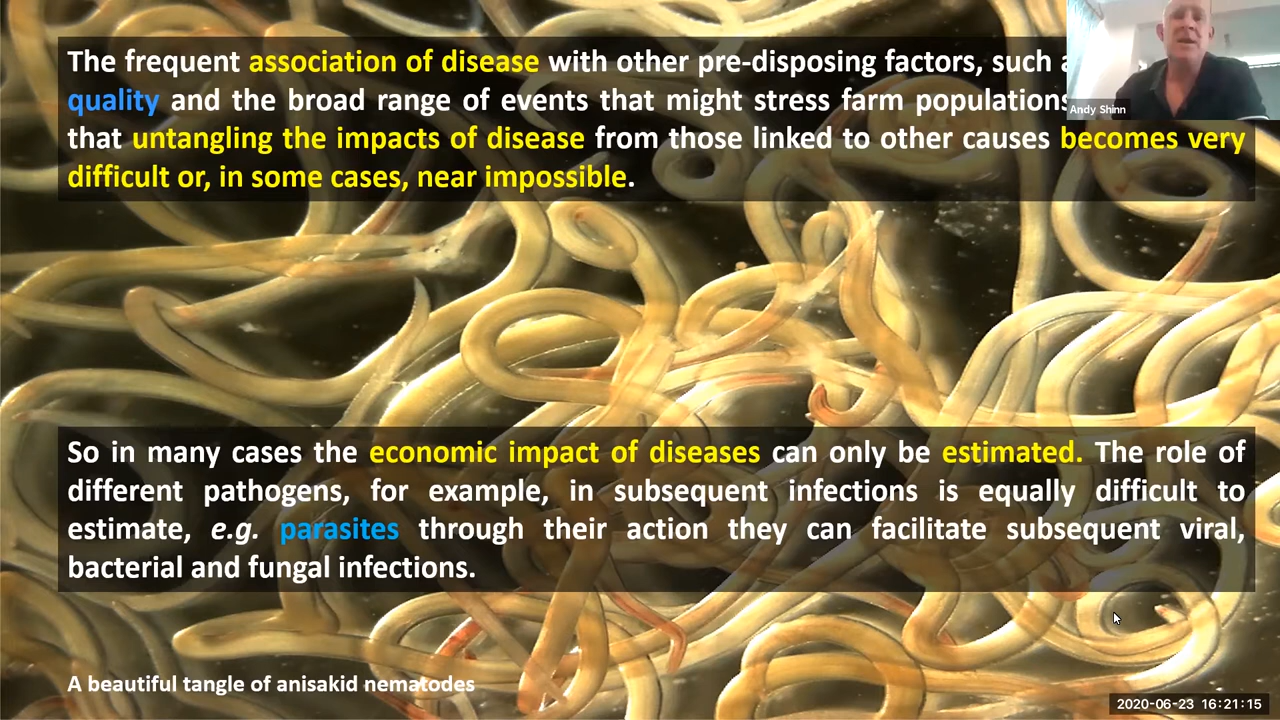 The frequent association of disease with other pre-disposing factors, such
quality and the broad range of events that might stress farm populations
that untangling the impacts of disease from those linked to other causes becomes very
difficult or, in some cases, near impossible.
Andy Shinn
So in many cases the economic impact of diseases can only be estimated. The role of
different pathogens, for example, in subsequent infections is equally difficult to
estimate, e.g. parasites through their action they can facilitate subsequent viral,
bacterial and fungal infections.
A beautiful tangle of anisakid nematodes
2020-06-23 16:21:15